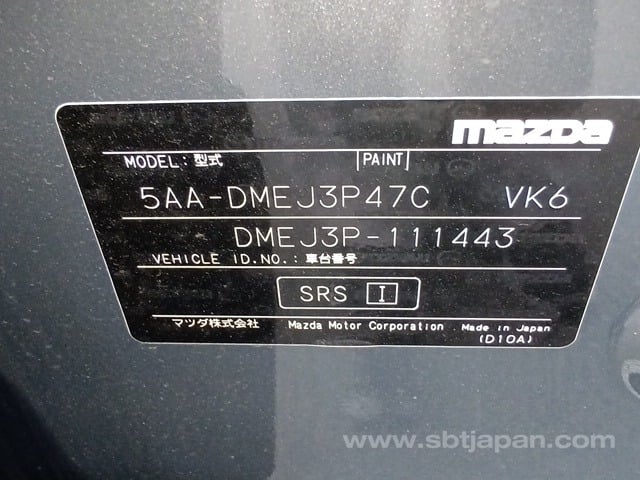 mazda
MODEL: 型式 PAINT
5AA-DMEJ3P47C VK6
DMEJ3P-111443
VEHICLE ID.NO.: 車台番号
SRS I
マツダ株式会社 Mazda Motor Corporation Made in Japan
(D10A)
www.sbtjapan.com